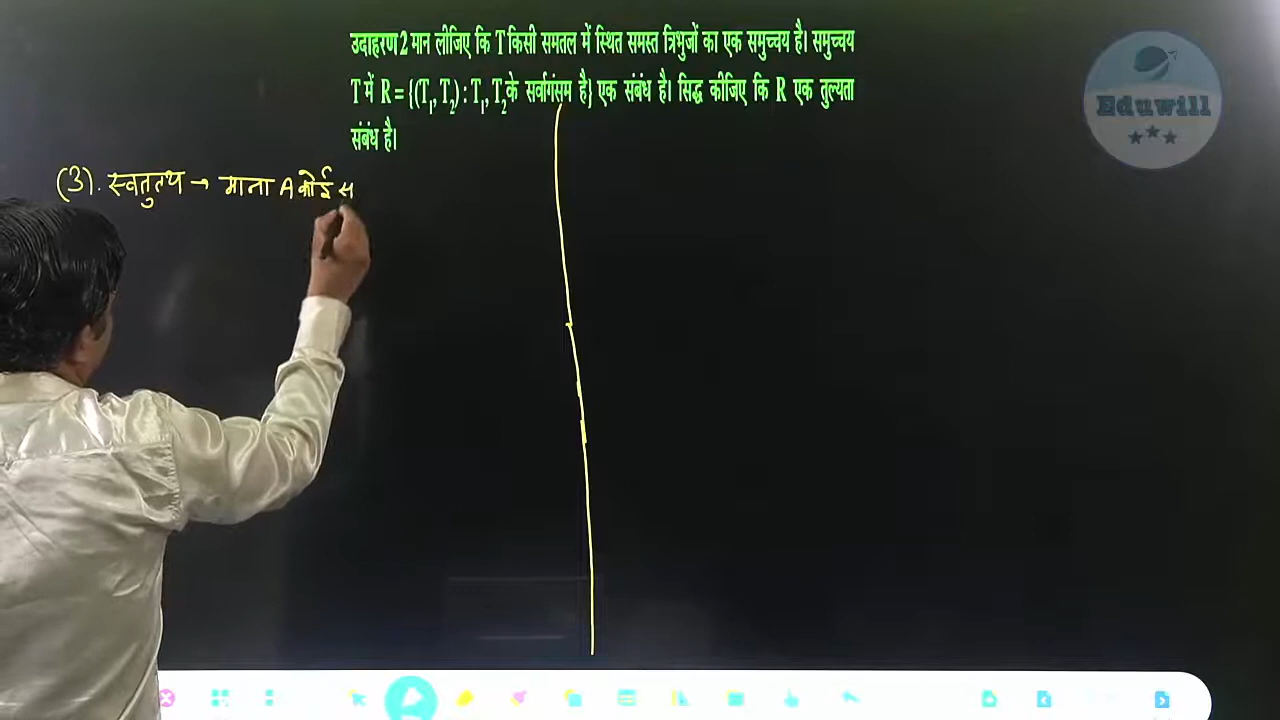 उदाहरण 2 मान लीजिए कि T किसी समतल में स्थित समस्त त्रिभुजों का एक समुच्चय है। समुच्चय
T में R = {(T₁, T₂) : T₁, T₂ के सर्वागंसम है} एक संबंध है। सिद्ध कीजिए कि R एक तुल्यता
संबंध है।
Eduwill
(3). स्वतुल्य → माना A कोई स